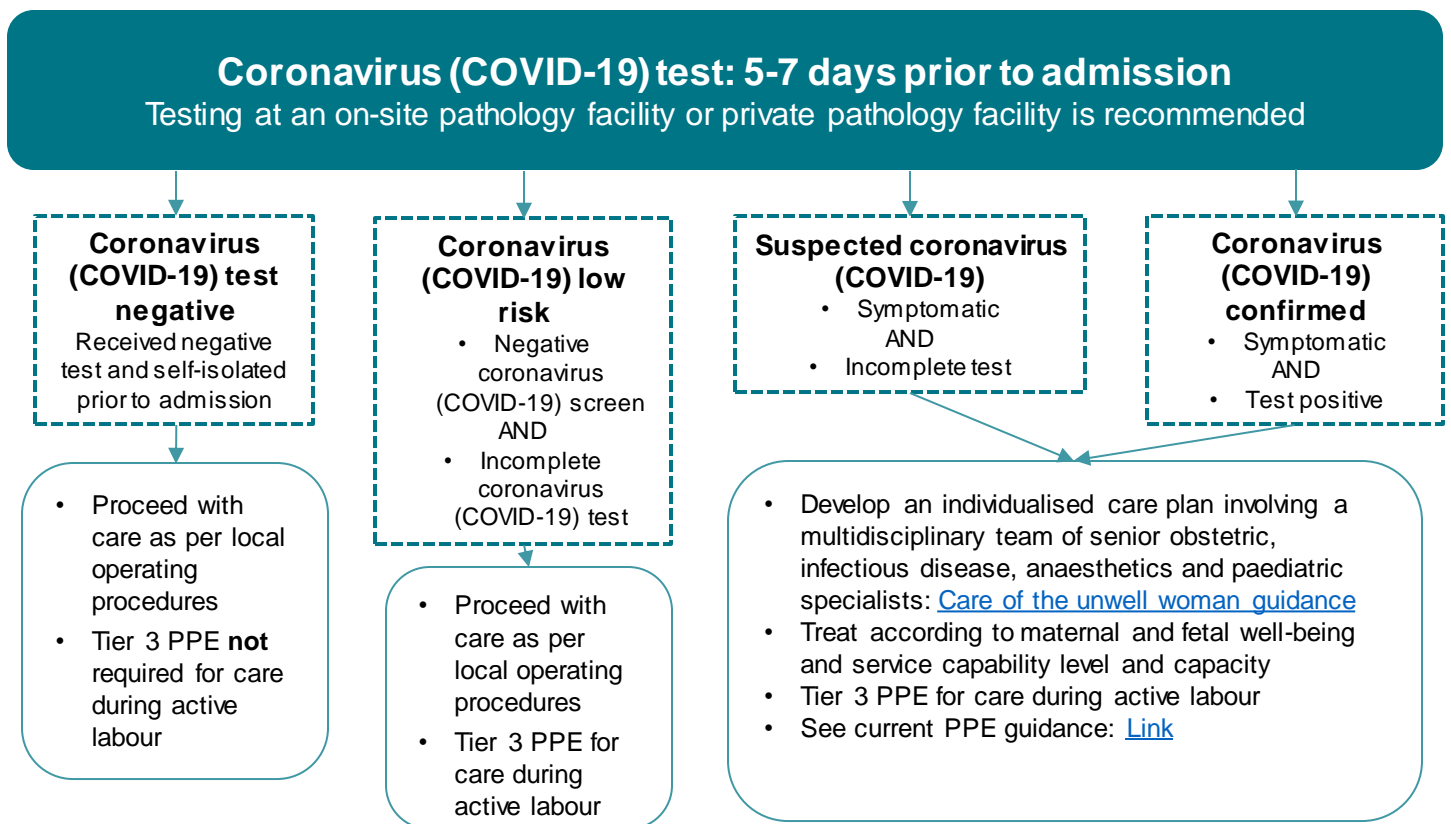 Coronavirus (COVID-19) test: 5-7 days prior to admission
Testing at an on-site pathology facility or private pathology facility is recommended
Coronavirus
(COVID-19) test
negative
Received negative
test and self-isolated
prior to admission
• Proceed with
care as per local
operating
procedures
• Tier 3 PPE not
required for care
during active
labour
Coronavirus
(COVID-19) low
risk
• Negative
coronavirus
(COVID-19) screen
AND
• Incomplete
coronavirus
(COVID-19) test
• Proceed with
care as per
local operating
procedures
• Tier 3 PPE for
care during
active labour
Suspected coronavirus
(COVID-19)
• Symptomatic
AND
• Incomplete test
Coronavirus
(COVID-19)
confirmed
• Symptomatic
AND
• Test positive
• Develop an individualised care plan involving a
multidisciplinary team of senior obstetric,
infectious disease, anaesthetics and paediatric
specialists: Care of the unwell woman guidance
• Treat according to maternal and fetal well-being
and service capability level and capacity
• Tier 3 PPE for care during active labour
• See current PPE guidance: Link